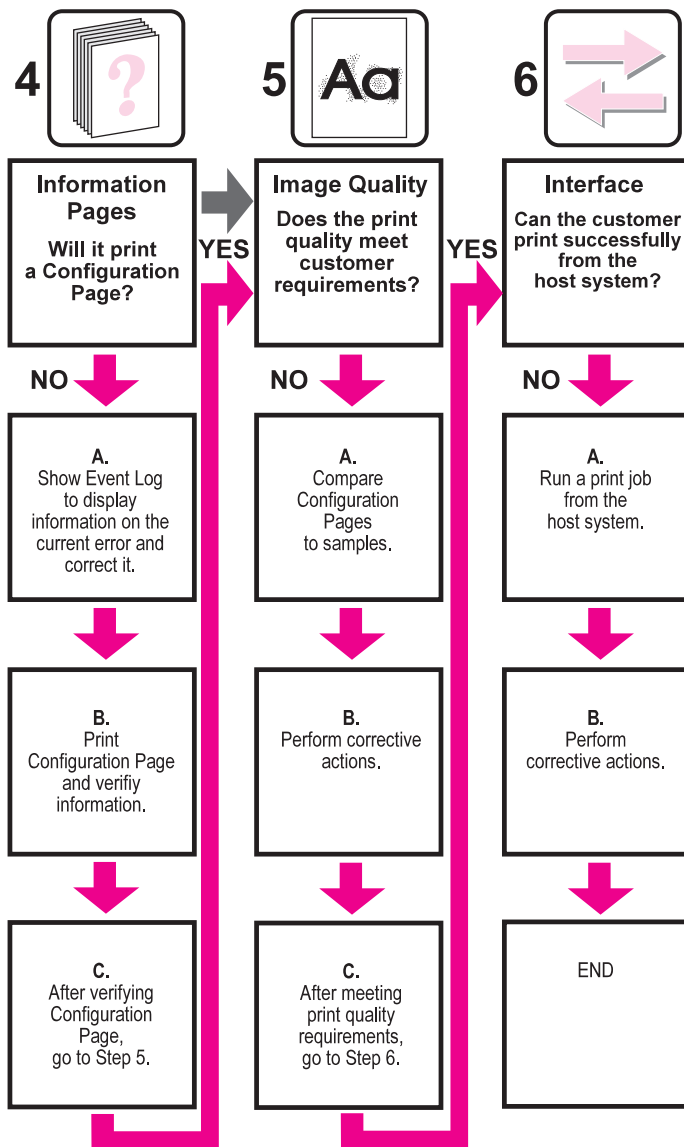 4
Information
Pages
Will it print
a Configuration
Page?
YES
NO
A.
Show Event Log
to display
information on the
current error and
correct it.
B.
Print
Configuration Page
and verifiy
information.
C.
After verifying
Configuration
Page,
go to Step 5.
5
Aa
Image Quality
Does the print
quality meet
customer
requirements?
YES
NO
A.
Compare
Configuration
Pages
to samples.
B.
Perform corrective
actions.
C.
After meeting
print quality
requirements,
go to Step 6.
6
Interface
Can the customer
print successfully
from the
host system?
NO
A.
Run a print job
from the
host system.
B.
Perform
corrective actions.
END